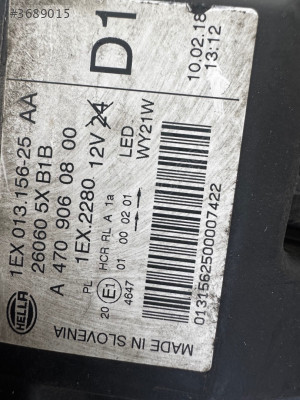 #3689015
1EX 013.156-25 AA
26060 5X B1B
A 470 906 08 00
1EX.2280 12V 24
LED
WY21W
PL HCR RL A 1a
01 00 02 01
20 E1
4647
0131562500007422
HELLA
MADE IN SLOVENIA
D1
10.02.18
13:12